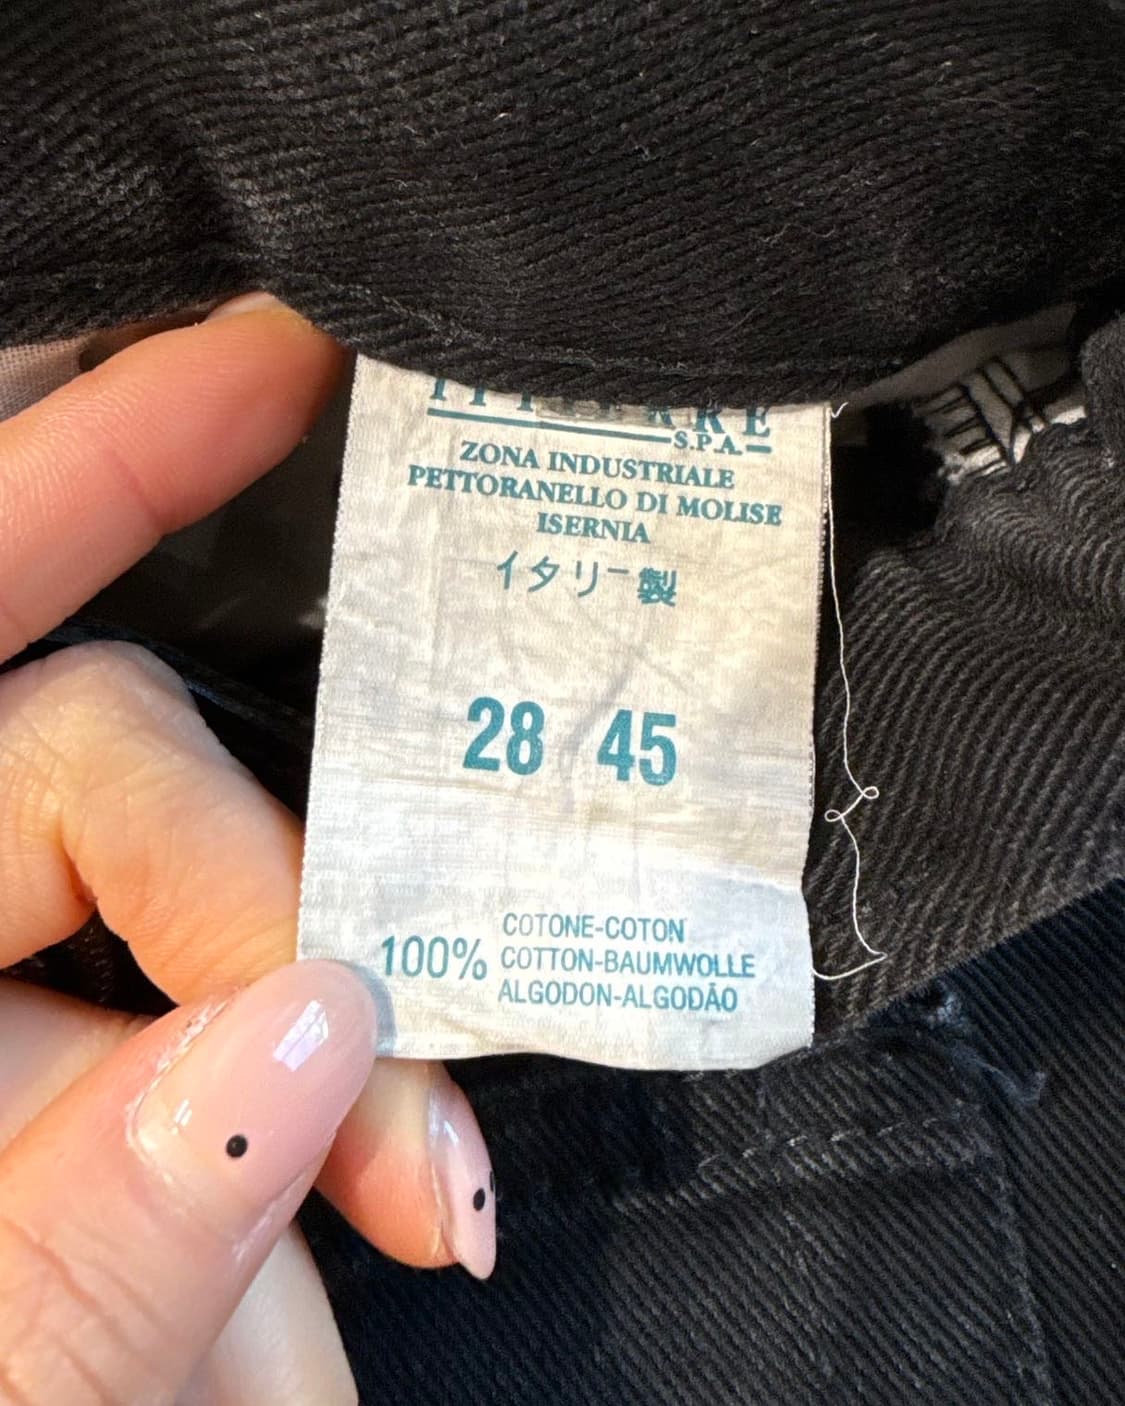 ITTIERRE
S.P.A.
ZONA INDUSTRIALE
PETTORANELLO DI MOLISE
ISERNIA
イタリー製
28 45
100% COTONE-COTON
COTTON-BAUMWOLLE
ALGODON-ALGODÃO